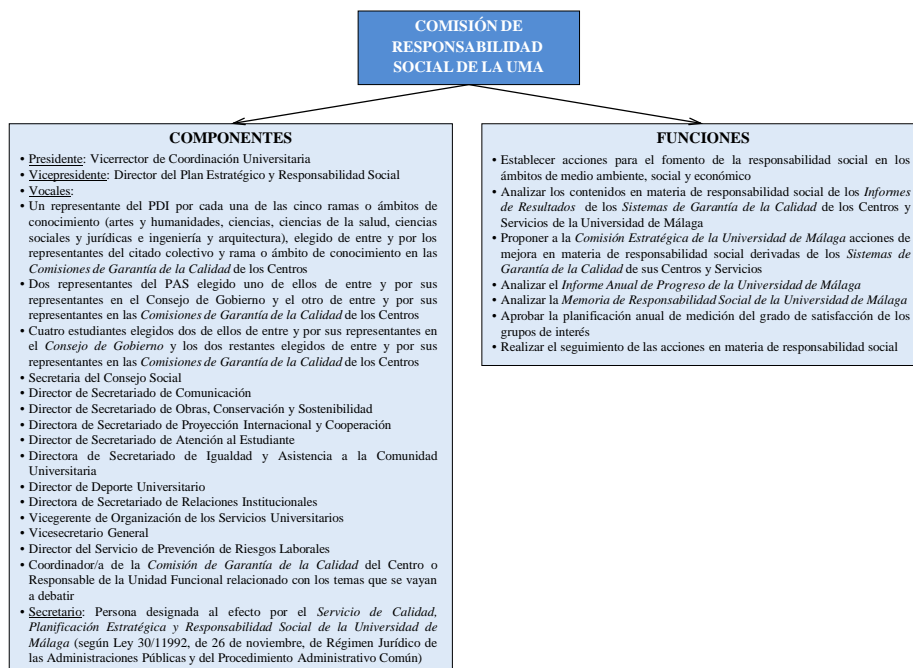 COMISIÓN DE
RESPONSABILIDAD
SOCIAL DE LA UMA
COMPONENTES
• Presidente: Vicerrector de Coordinación Universitaria
• Vicepresidente: Director del Plan Estratégico y Responsabilidad Social
• Vocales:
• Un representante del PDI por cada una de las cinco ramas o ámbitos de
conocimiento (artes y humanidades, ciencias, ciencias de la salud, ciencias
sociales y jurídicas e ingeniería y arquitectura), elegido de entre y por los
representantes del citado colectivo y rama o ámbito de conocimiento en las
Comisiones de Garantía de la Calidad de los Centros
• Dos representantes del PAS elegido uno de ellos de entre y por sus
representantes en el Consejo de Gobierno y el otro de entre y por sus
representantes en las Comisiones de Garantía de la Calidad de los Centros
• Cuatro estudiantes elegidos dos de ellos de entre y por sus representantes en
el Consejo de Gobierno y los dos restantes elegidos de entre y por sus
representantes en las Comisiones de Garantía de la Calidad de los Centros
• Secretaria del Consejo Social
• Director de Secretariado de Comunicación
• Director de Secretariado de Obras, Conservación y Sostenibilidad
• Directora de Secretariado de Proyección Internacional y Cooperación
• Director de Secretariado de Atención al Estudiante
• Directora de Secretariado de Igualdad y Asistencia a la Comunidad
Universitaria
• Director de Deporte Universitario
• Directora de Secretariado de Relaciones Institucionales
• Vicegerente de Organización de los Servicios Universitarios
• Vicesecretario General
• Director del Servicio de Prevención de Riesgos Laborales
• Coordinador/a de la Comisión de Garantía de la Calidad del Centro o
Responsable de la Unidad Funcional relacionado con los temas que se vayan
a debatir
• Secretario: Persona designada al efecto por el Servicio de Calidad,
Planificación Estratégica y Responsabilidad Social de la Universidad de
Málaga (según Ley 30/11992, de 26 de noviembre, de Régimen Jurídico de
las Administraciones Públicas y del Procedimiento Administrativo Común)
FUNCIONES
• Establecer acciones para el fomento de la responsabilidad social en los
ámbitos de medio ambiente, social y económico
• Analizar los contenidos en materia de responsabilidad social de los Informes
de Resultados de los Sistemas de Garantía de la Calidad de los Centros y
Servicios de la Universidad de Málaga
• Proponer a la Comisión Estratégica de la Universidad de Málaga acciones de
mejora en materia de responsabilidad social derivadas de los Sistemas de
Garantía de la Calidad de sus Centros y Servicios
• Analizar el Informe Anual de Progreso de la Universidad de Málaga
• Analizar la Memoria de Responsabilidad Social de la Universidad de Málaga
• Aprobar la planificación anual de medición del grado de satisfacción de los
grupos de interés
• Realizar el seguimiento de las acciones en materia de responsabilidad social